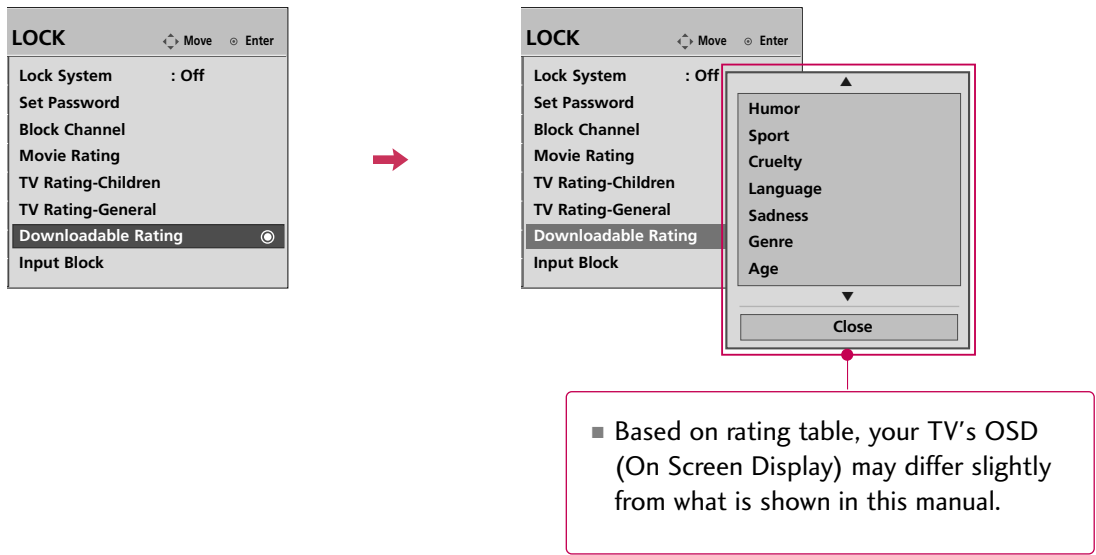 LOCK Move Enter
Lock System : Off
Set Password
Block Channel
Movie Rating
TV Rating-Children
TV Rating-General
Downloadable Rating
Input Block
LOCK Move Enter
Lock System : Off
Set Password
Block Channel
Movie Rating
TV Rating-Children
TV Rating-General
Downloadable Rating
Input Block
Humor
Sport
Cruelty
Language
Sadness
Genre
Age
Close
■ Based on rating table, your TV’s OSD
(On Screen Display) may differ slightly
from what is shown in this manual.